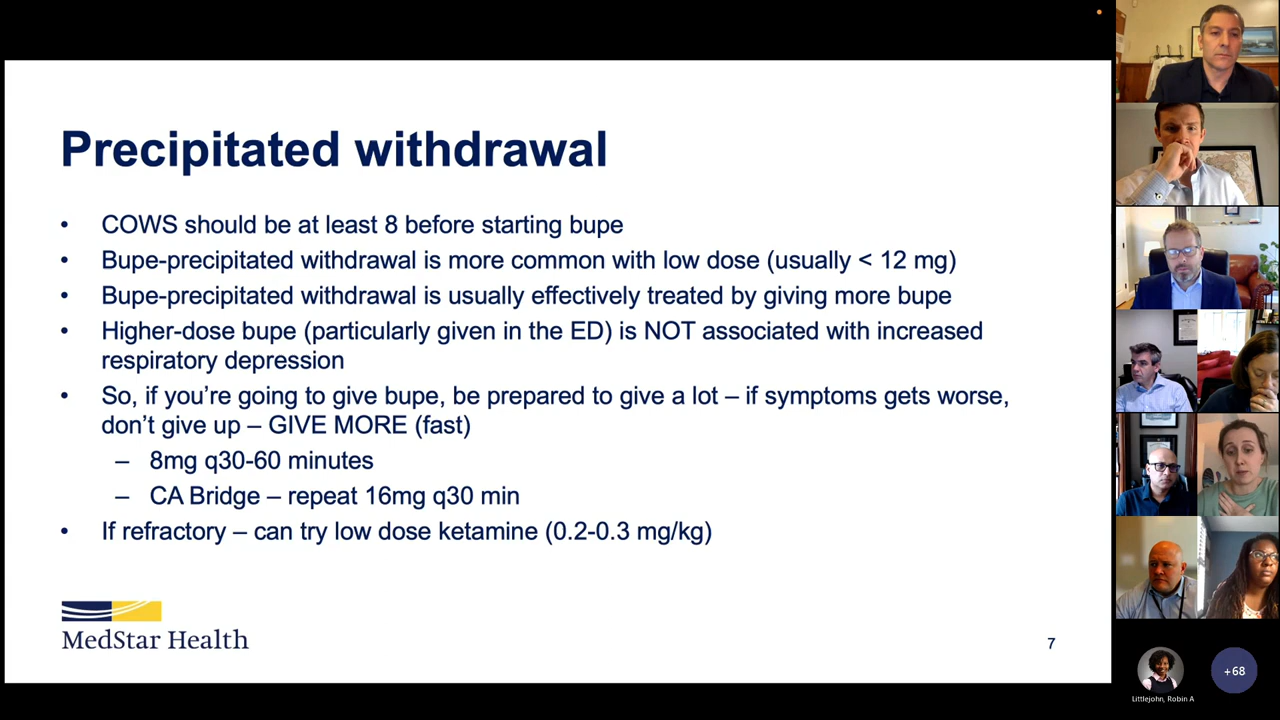 Precipitated withdrawal
• COWS should be at least 8 before starting bupe
• Bupe-precipitated withdrawal is more common with low dose (usually < 12 mg)
• Bupe-precipitated withdrawal is usually effectively treated by giving more bupe
• Higher-dose bupe (particularly given in the ED) is NOT associated with increased
respiratory depression
• So, if you’re going to give bupe, be prepared to give a lot – if symptoms gets worse,
don’t give up – GIVE MORE (fast)
– 8mg q30-60 minutes
– CA Bridge – repeat 16mg q30 min
• If refractory – can try low dose ketamine (0.2-0.3 mg/kg)
MedStar Health
7
Littlejohn, Robin A
+68